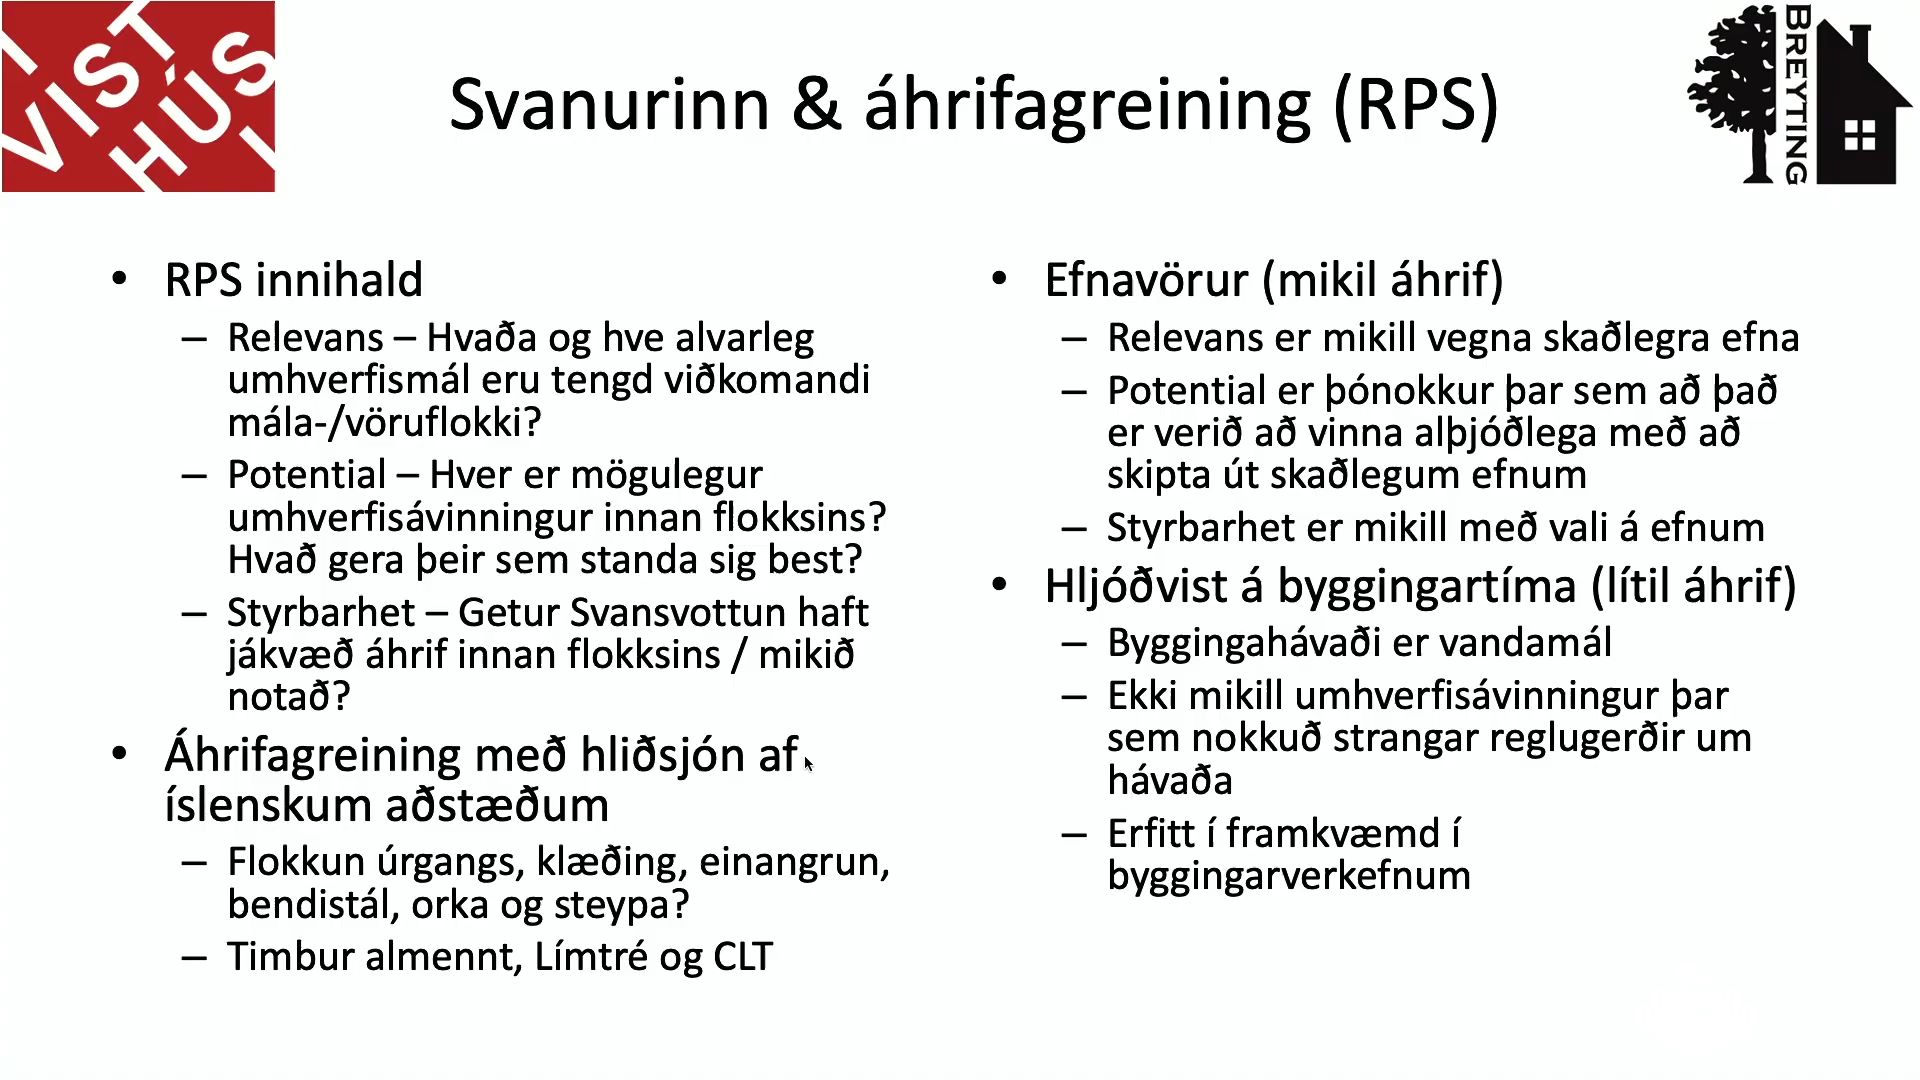 VIST
HÚS
Svanurinn & áhrifagreining (RPS)
BREYTING
• RPS innihald
– Relevans – Hvaða og hve alvarleg
umhverfismál eru tengd viðkomandi
mála-/vöruflokki?
– Potential – Hver er mögulegur
umhverfisávinningur innan flokksins?
Hvað gera þeir sem standa sig best?
– Styrbarhet – Getur Svansvottun haft
jákvæð áhrif innan flokksins / mikið
notað?
• Áhrifagreining með hliðsjón af
íslenskum aðstæðum
– Flokkun úrgangs, klæðing, einangrun,
bendistál, orka og steypa?
– Timbur almennt, Límtré og CLT
• Efnavörur (mikil áhrif)
– Relevans er mikill vegna skaðlegra efna
– Potential er þónokkur þar sem að það
er verið að vinna alþjóðlega með að
skipta út skaðlegum efnum
– Styrbarhet er mikill með vali á efnum
• Hljóðvist á byggingartíma (lítil áhrif)
– Byggingahávaði er vandamál
– Ekki mikill umhverfisávinningur þar
sem nokkuð strangar reglugerðir um
hávaða
– Erfitt í framkvæmd í
byggingarverkefnum